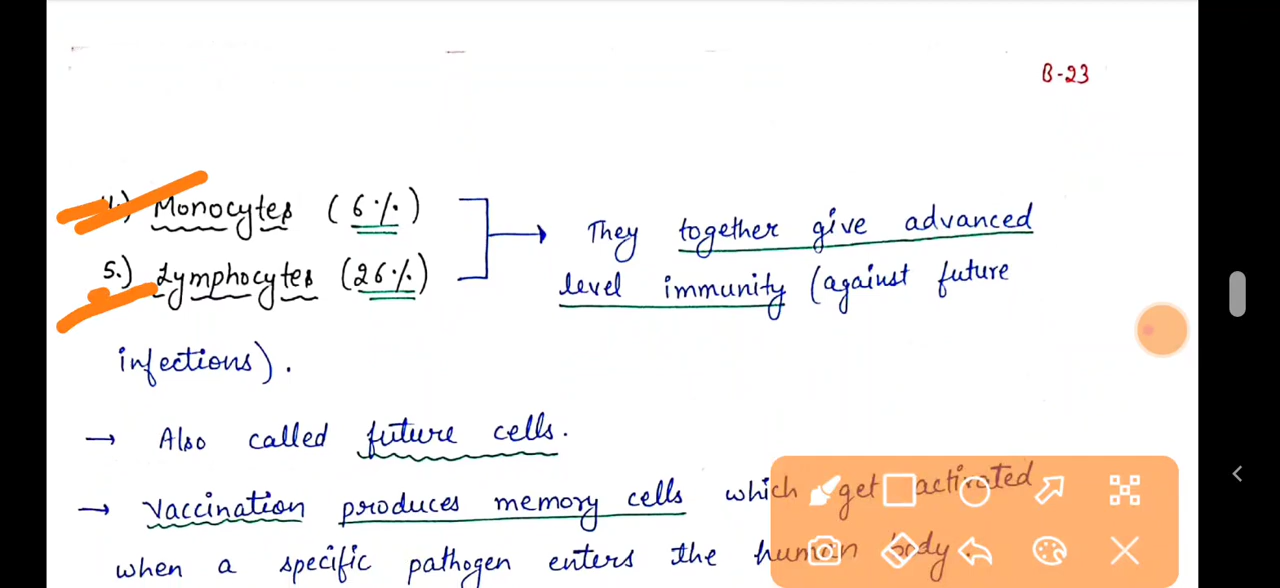 B-23
4.) Monocytes (6%)
5.) Lymphocytes (26%)
They together give advanced
level immunity (against future
infections).
→ Also called future cells.
→ Vaccination produces memory cells which get activated
when a specific pathogen enters the human body.